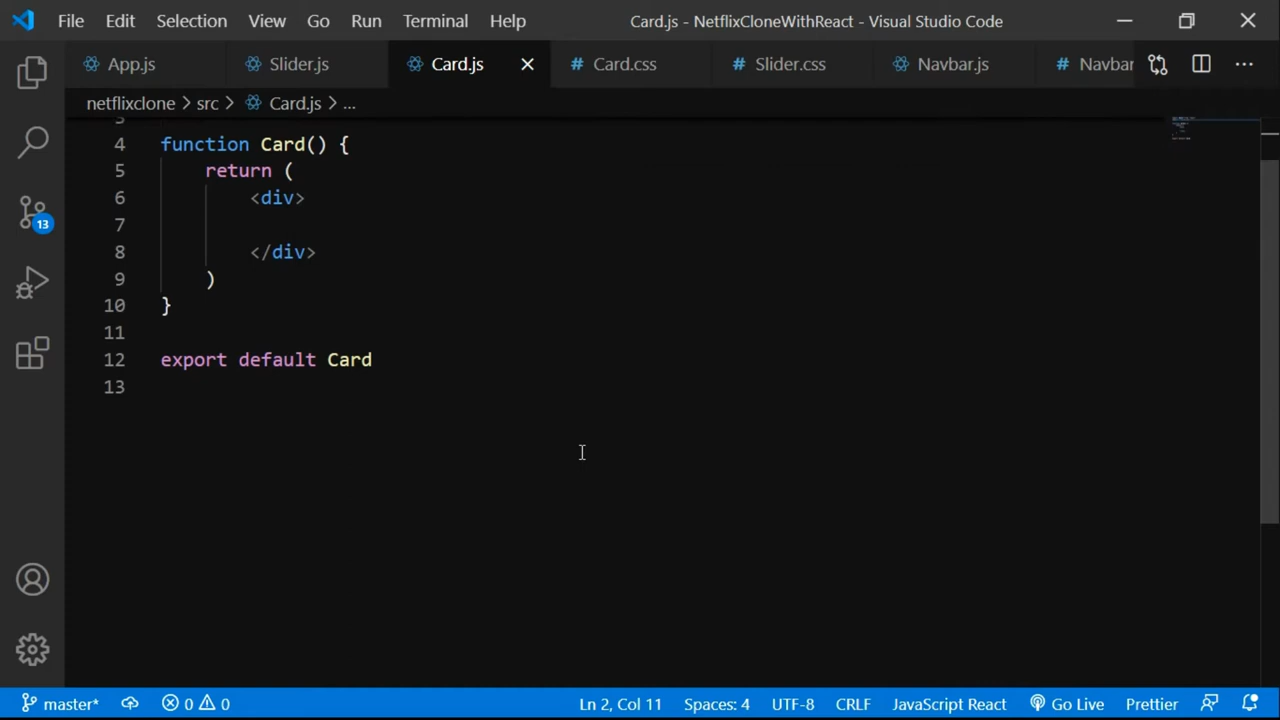 File Edit Selection View Go Run Terminal Help Card.js - NetflixCloneWithReact - Visual Studio Code
App.js Slider.js Card.js # Card.css # Slider.css Navbar.js # Navbar ...
netflixclone > src > Card.js > ...
3
4 function Card() {
5 return (
6 <div>
7
8 </div>
9 )
10 }
11
12 export default Card
13
13
master* 0 0 Ln 2, Col 11 Spaces: 4 UTF-8 CRLF JavaScript React Go Live Prettier